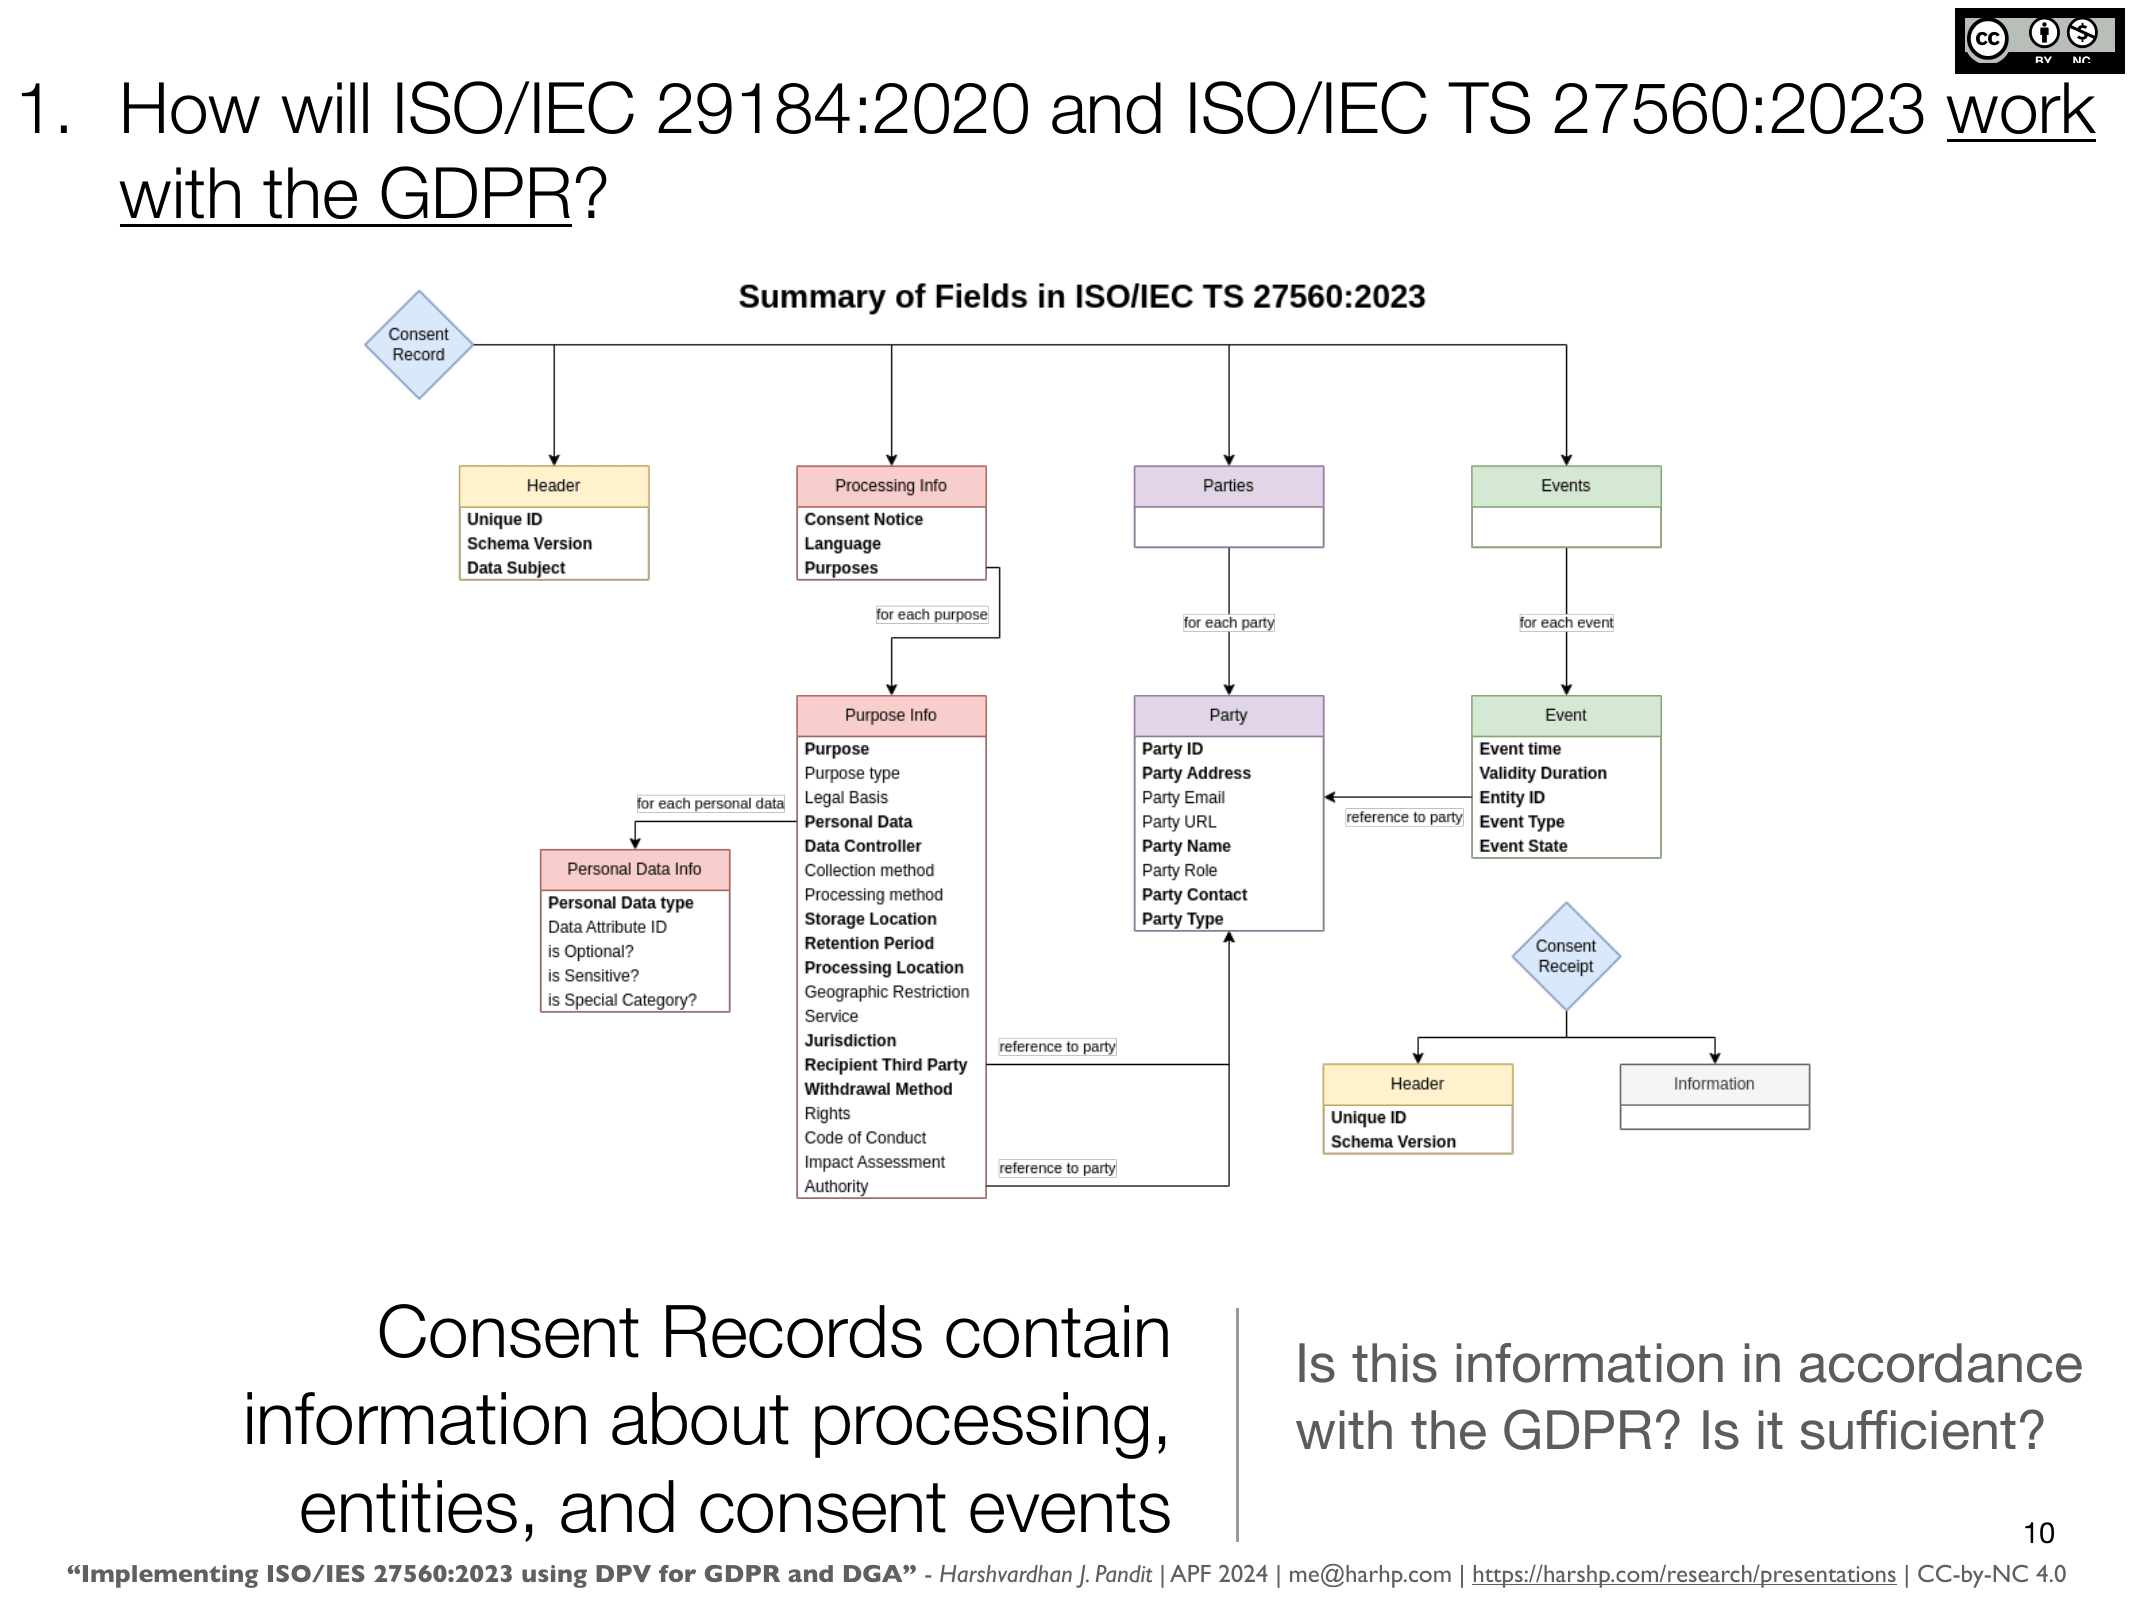 CC BY NC
1. How will ISO/IEC 29184:2020 and ISO/IEC TS 27560:2023 work
with the GDPR?
Summary of Fields in ISO/IEC TS 27560:2023
Consent
Record
Header
Unique ID
Schema Version
Data Subject
Processing Info
Consent Notice
Language
Purposes
Parties
Events
for each purpose
for each party
for each event
Purpose Info
Purpose
Purpose type
Legal Basis
Personal Data
Data Controller
Collection method
Processing method
Storage Location
Retention Period
Processing Location
Geographic Restriction
Service
Jurisdiction
Recipient Third Party
Withdrawal Method
Rights
Code of Conduct
Impact Assessment
Authority
for each personal data
Personal Data Info
Personal Data type
Data Attribute ID
is Optional?
is Sensitive?
is Special Category?
reference to party
reference to party
Party
Party ID
Party Address
Party Email
Party URL
Party Name
Party Role
Party Contact
Party Type
reference to party
Event
Event time
Validity Duration
Entity ID
Event Type
Event State
Consent
Receipt
Header
Unique ID
Schema Version
Information
Consent Records contain
information about processing,
entities, and consent events
Is this information in accordance
with the GDPR? Is it sufficient?
10
“Implementing ISO/IES 27560:2023 using DPV for GDPR and DGA” - Harshvardhan J. Pandit | APF 2024 | me@harhp.com | https://harshp.com/research/presentations | CC-by-NC 4.0